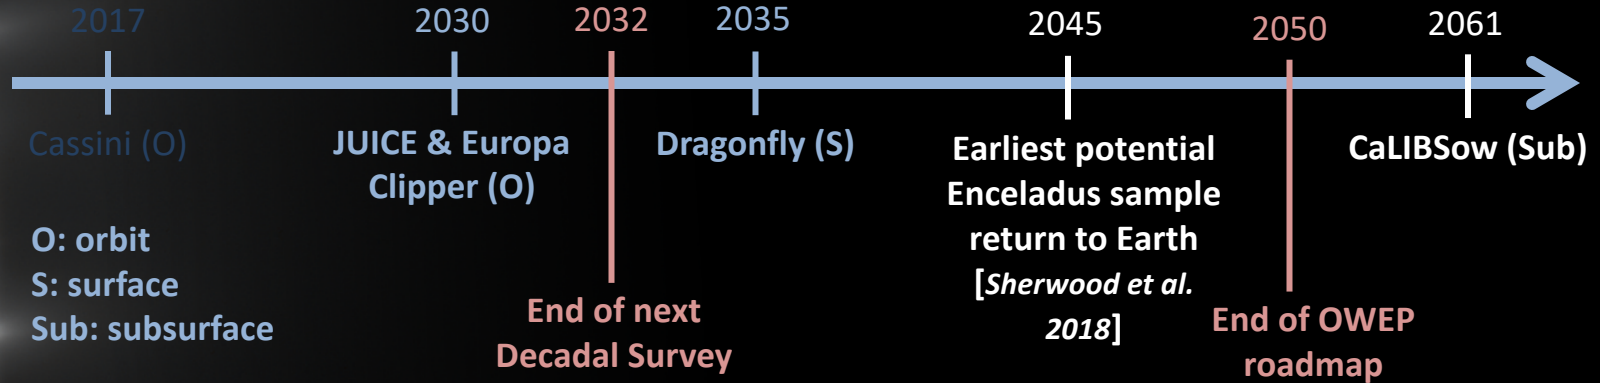 2017 2030 2032 2035 2045 2050 2061
Cassini (O)
JUICE & Europa
Clipper (O)
Dragonfly (S)
Earliest potential
Enceladus sample
return to Earth
[Sherwood et al.
2018]
CaLIBSow (Sub)
O: orbit
S: surface
Sub: subsurface
End of next
Decadal Survey
End of OWEP
roadmap